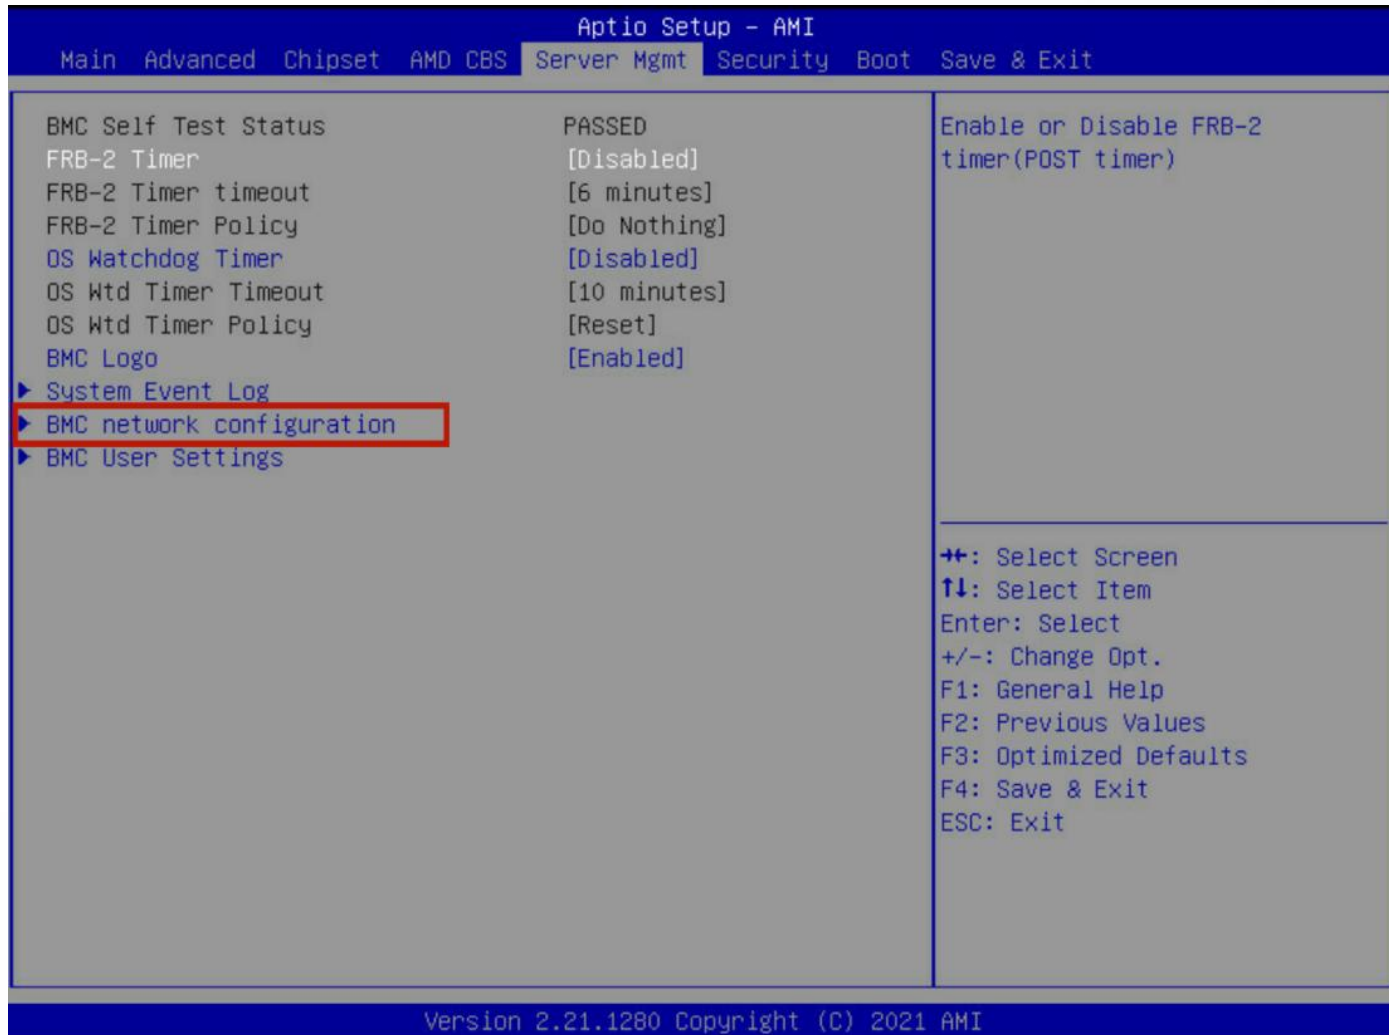 Aptio Setup – AMI
Main Advanced Chipset AMD CBS Server Mgmt Security Boot Save & Exit
BMC Self Test Status PASSED
FRB-2 Timer [Disabled]
FRB-2 Timer timeout [6 minutes]
FRB-2 Timer Policy [Do Nothing]
OS Watchdog Timer [Disabled]
OS Wtd Timer Timeout [10 minutes]
OS Wtd Timer Policy [Reset]
BMC Logo [Enabled]
▶ System Event Log
▶ BMC network configuration
▶ BMC User Settings
Enable or Disable FRB-2
timer(POST timer)
→←: Select Screen
↑↓: Select Item
Enter: Select
+/-: Change Opt.
F1: General Help
F2: Previous Values
F3: Optimized Defaults
F4: Save & Exit
ESC: Exit
Version 2.21.1280 Copyright (C) 2021 AMI